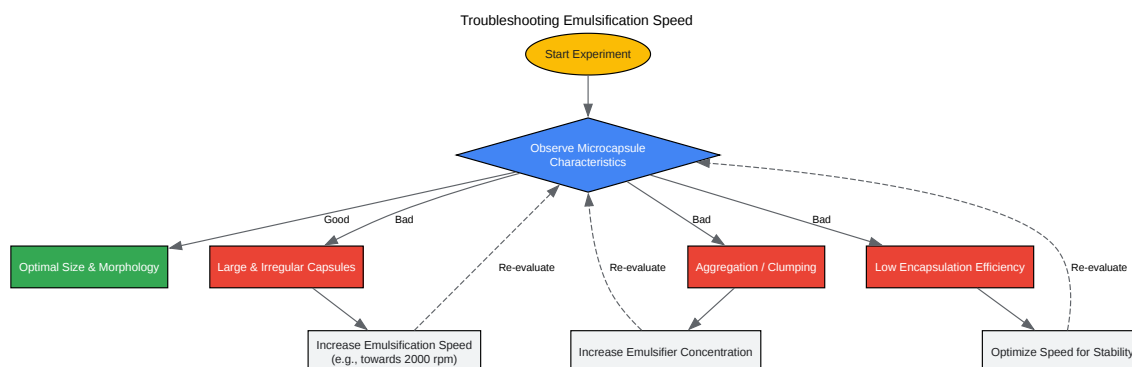 Troubleshooting Emulsification Speed
Start Experiment
Observe Microcapsule
Characteristics
Good
Bad
Bad
Bad
Optimal Size & Morphology
Large & Irregular Capsules
Re-evaluate
Re-evaluate
Aggregation / Clumping
Low Encapsulation Efficiency
Re-evaluate
Increase Emulsification Speed
(e.g., towards 2000 rpm)
Increase Emulsifier Concentration
Optimize Speed for Stability